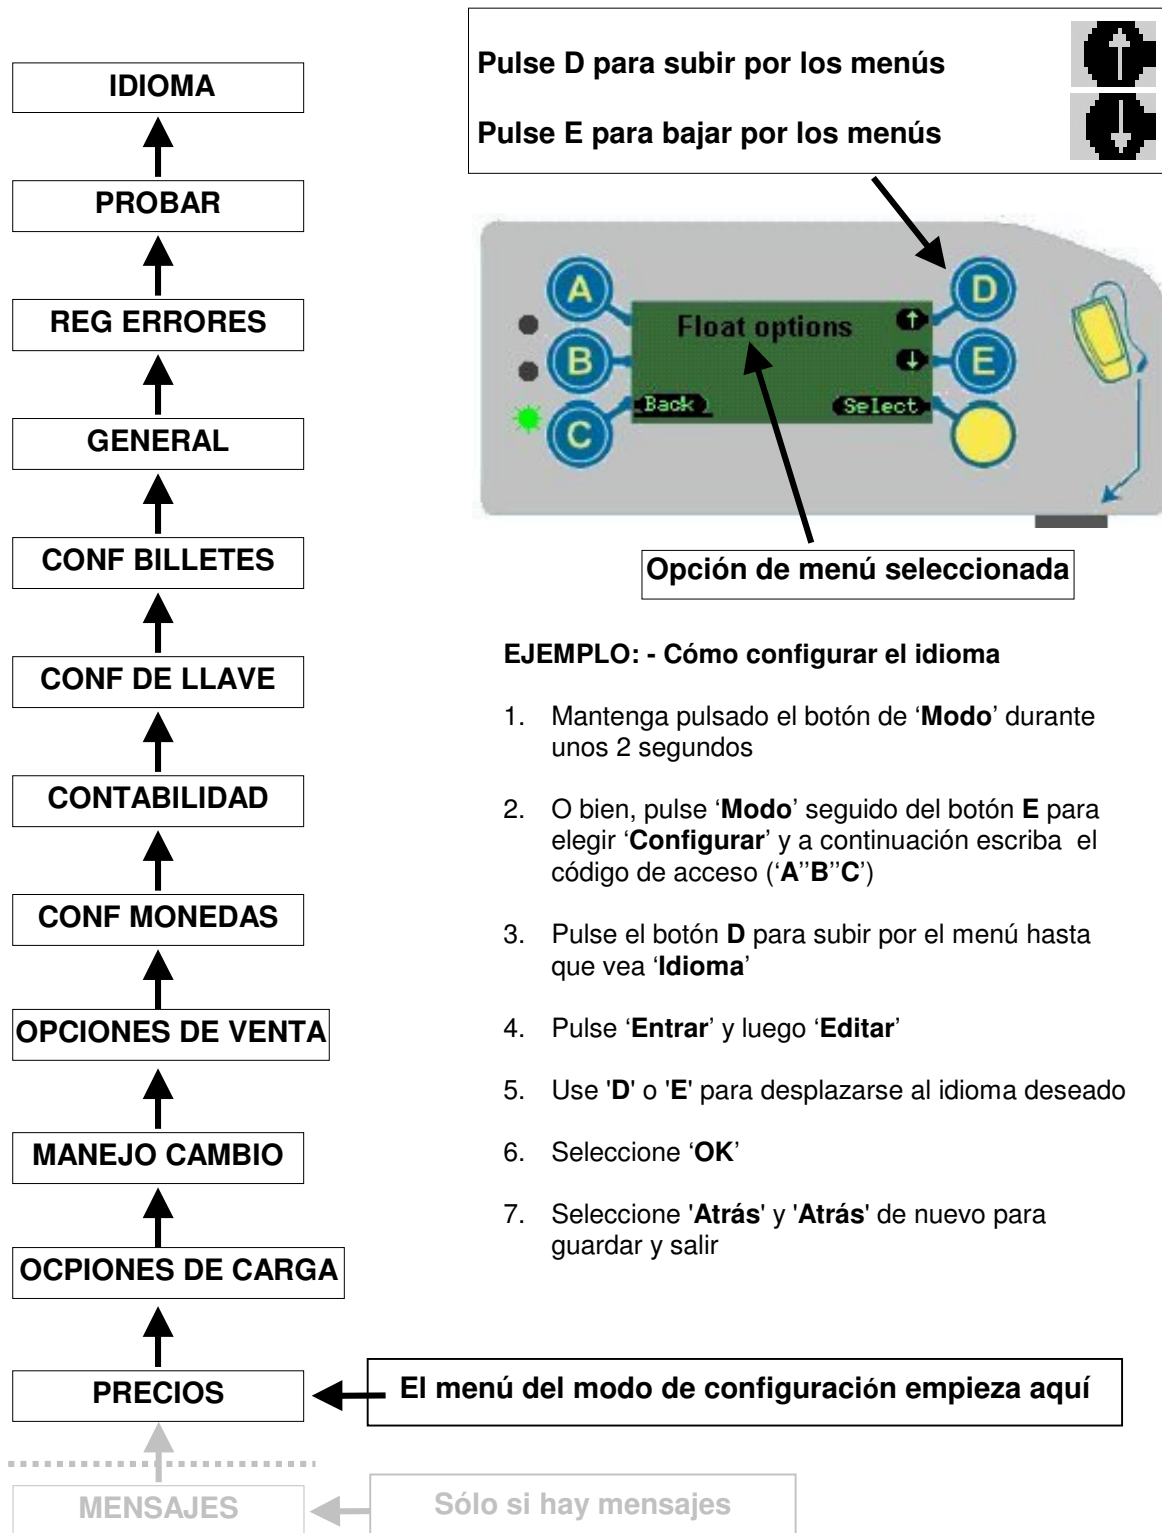 Pulse D para subir por los menús
Pulse E para bajar por los menús
IDIOMA
PROBAR
REG ERRORES
GENERAL
CONF BILLETES
CONF DE LLAVE
CONTABILIDAD
CONF MONEDAS
OPCIONES DE VENTA
MANEJO CAMBIO
OCPIONES DE CARGA
PRECIOS
MENSAJES
A
B
C
D
E
Float options
Back
Select
Opción de menú seleccionada
EJEMPLO: - Cómo configurar el idioma
1. Mantenga pulsado el botón de ‘Modo’ durante
unos 2 segundos
2. O bien, pulse ‘Modo’ seguido del botón E para
elegir ‘Configurar’ y a continuación escriba el
código de acceso (‘A’’B’’C’)
3. Pulse el botón D para subir por el menú hasta
que vea ‘Idioma’
4. Pulse ‘Entrar’ y luego ‘Editar’
5. Use 'D' o 'E' para desplazarse al idioma deseado
6. Seleccione ‘OK’
7. Seleccione 'Atrás' y 'Atrás' de nuevo para
guardar y salir
El menú del modo de configuración empieza aquí
Sólo si hay mensajes